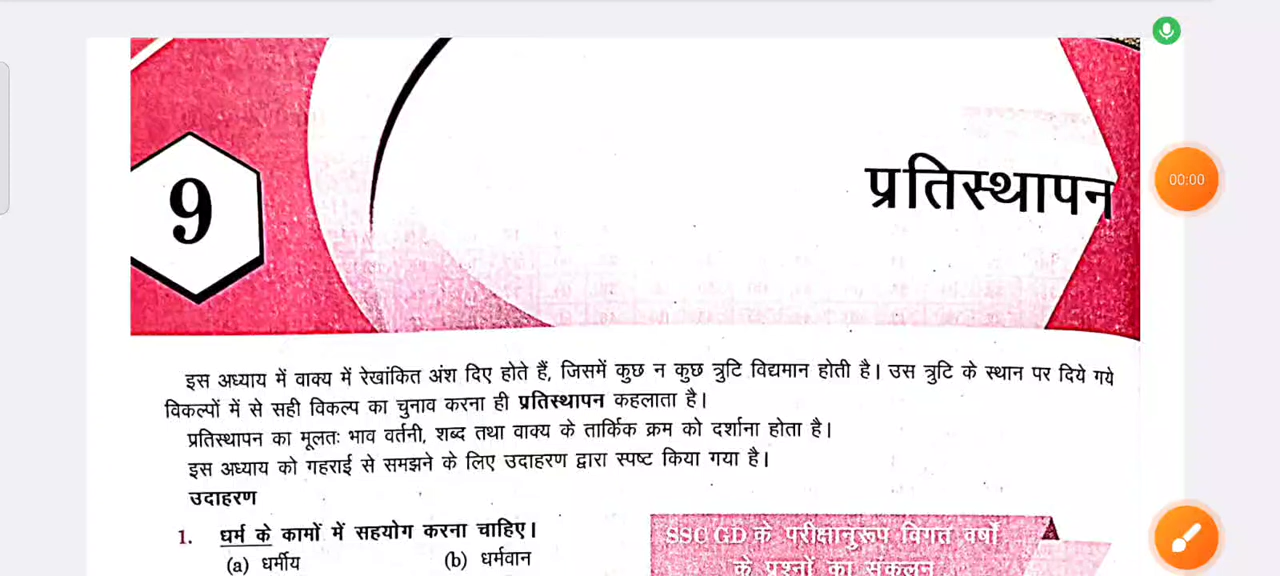 9
प्रतिस्थापन
00:00
इस अध्याय में वाक्य में रेखांकित अंश दिए होते हैं, जिसमें कुछ न कुछ त्रुटि विद्यमान होती है। उस त्रुटि के स्थान पर दिये गये
विकल्पों में से सही विकल्प का चुनाव करना ही प्रतिस्थापन कहलाता है।
प्रतिस्थापन का मूलतः भाव वर्तनी, शब्द तथा वाक्य के तार्किक क्रम को दर्शाना होता है।
इस अध्याय को गहराई से समझने के लिए उदाहरण द्वारा स्पष्ट किया गया है।
उदाहरण
1. धर्म के कामों में सहयोग करना चाहिए।
(a) धर्मीय (b) धर्मवान
SSC GD के परीक्षानुरूप विगत वर्षों
के प्रश्नों का संकलन